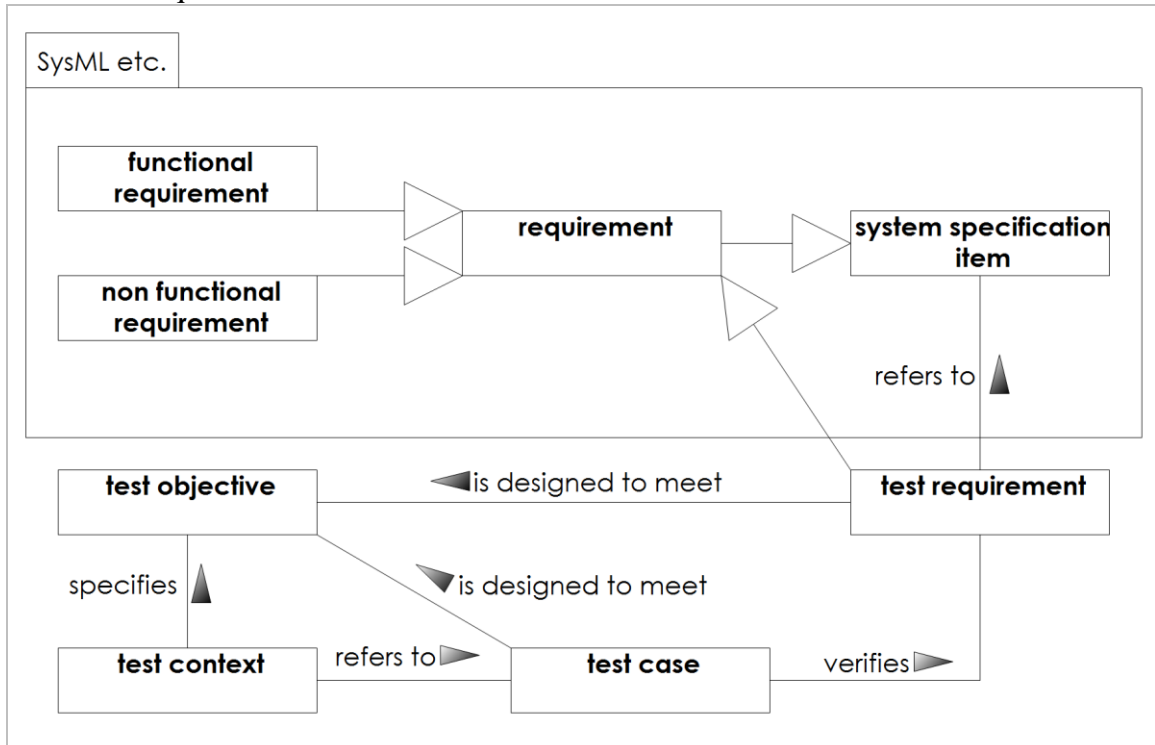 SysML etc.
functional
requirement
requirement
system specification
item
non functional
requirement
refers to
test objective
is designed to meet
test requirement
specifies
is designed to meet
test context
refers to
test case
verifies